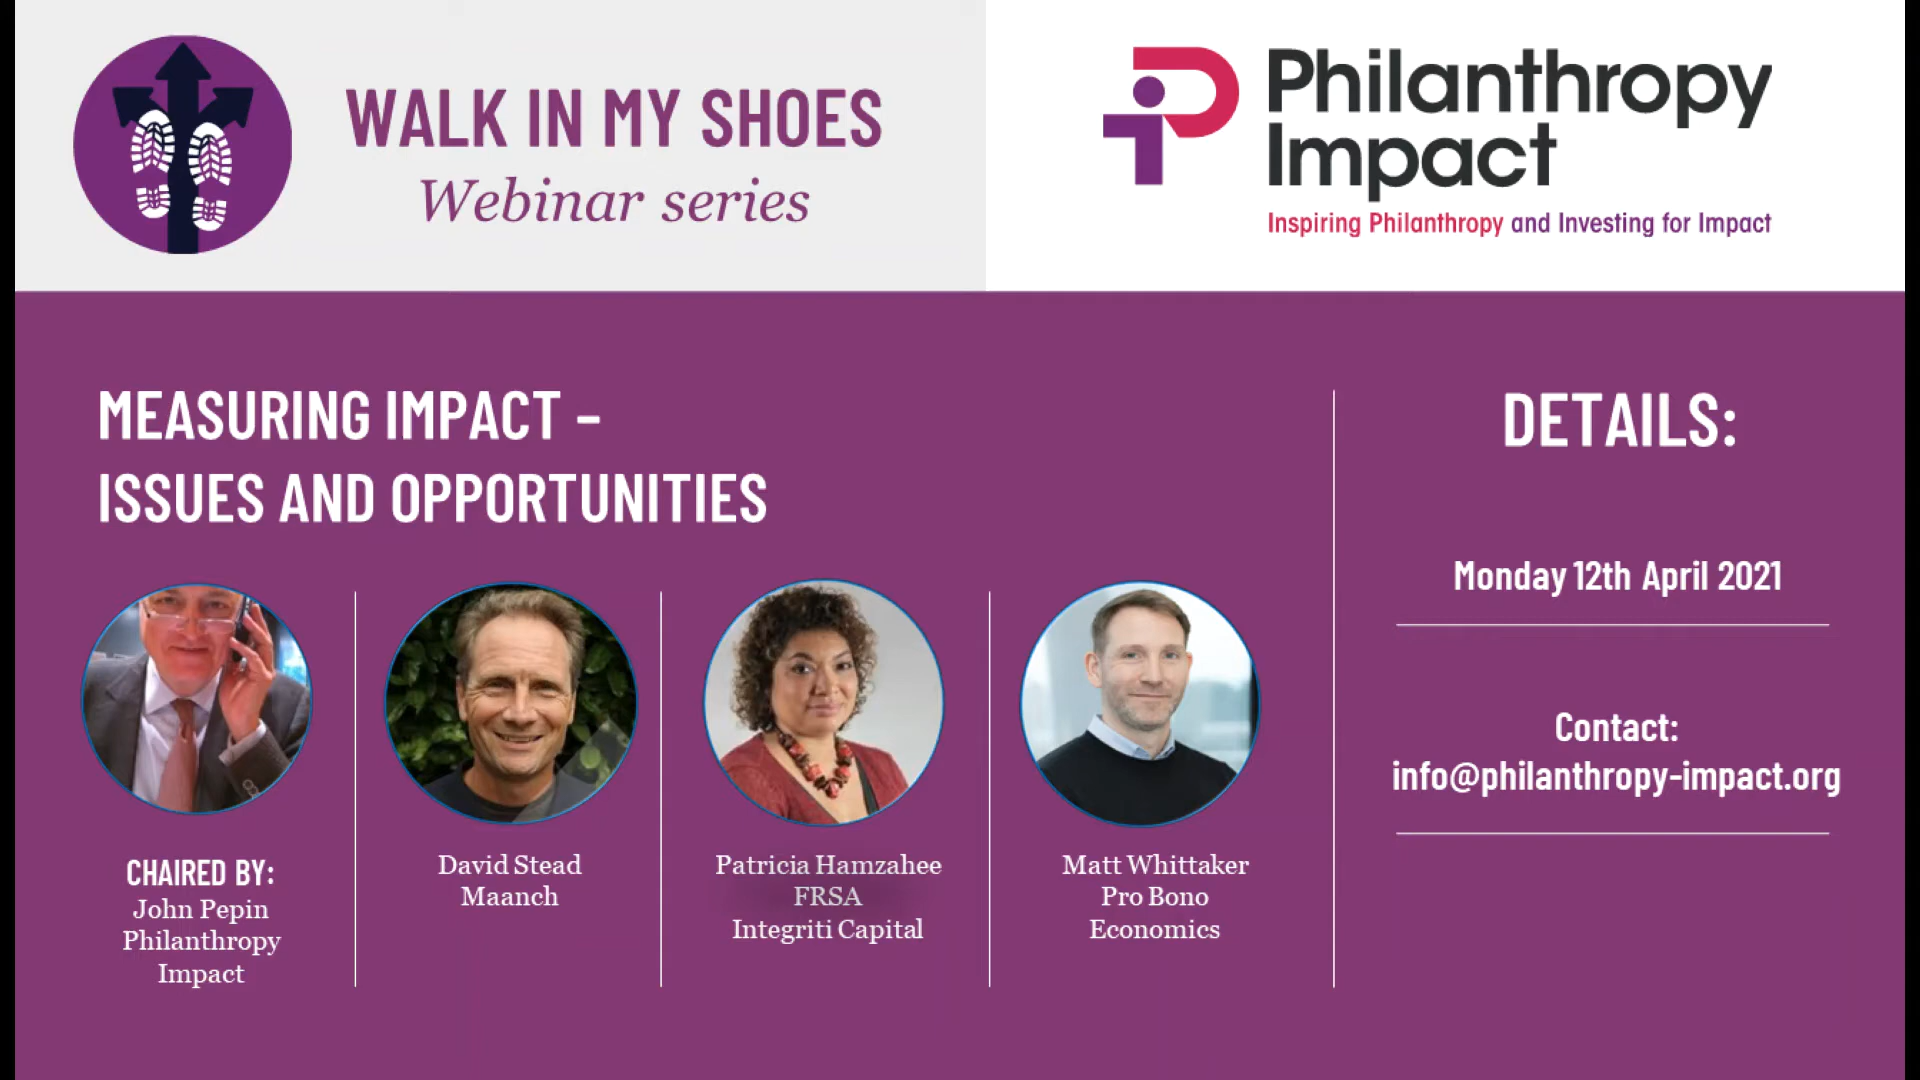 WALK IN MY SHOES
Webinar series
Philanthropy
Impact
Inspiring Philanthropy and Investing for Impact
MEASURING IMPACT –
ISSUES AND OPPORTUNITIES
CHAIRED BY:
John Pepin
Philanthropy
Impact
David Stead
Maanch
Patricia Hamzahee
FRSA
Integriti Capital
Matt Whittaker
Pro Bono
Economics
DETAILS:
Monday 12th April 2021
Contact:
info@philanthropy-impact.org